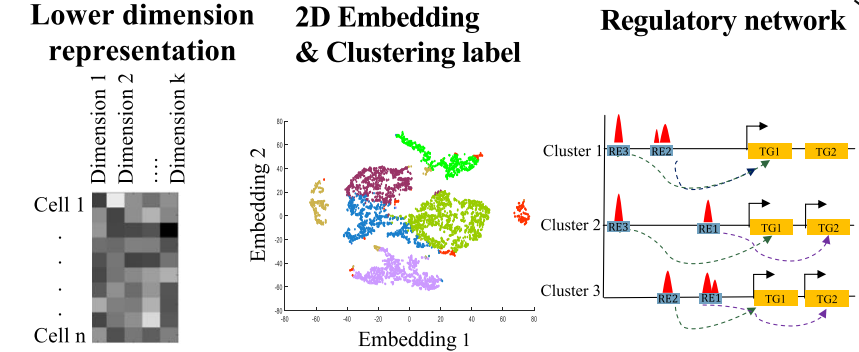 Lower dimension
representation
Dimension 1
Dimension 2
....
Dimension k
Cell 1
.
.
.
Cell n
2D Embedding
& Clustering label
Embedding 2
80
60
40
20
0
-20
-40
-60
-80
-80
-60
-40
-20
0
20
40
60
80
Embedding 1
Regulatory network
Cluster 1
RE3
RE2
TG1
TG2
Cluster 2
RE3
RE1
TG1
TG2
Cluster 3
RE2
RE1
TG1
TG2